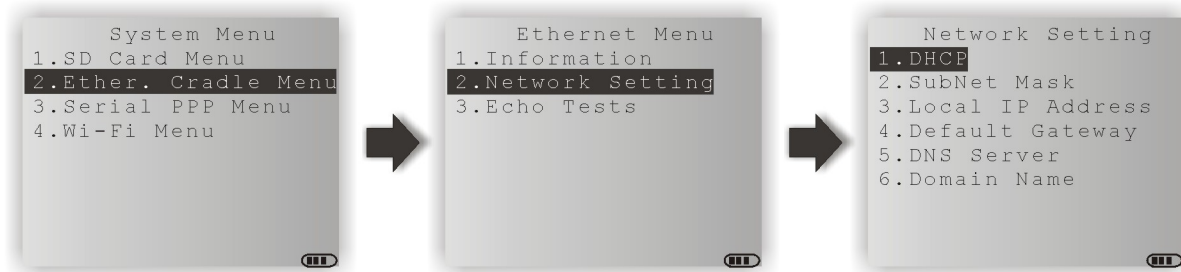 System Menu
1.SD Card Menu
2.Ether. Cradle Menu
3.Serial PPP Menu
4.Wi-Fi Menu
Ethernet Menu
1.Information
2.Network Setting
3.Echo Tests
Network Setting
1.DHCP
2.SubNet Mask
3.Local IP Address
4.Default Gateway
5.DNS Server
6.Domain Name